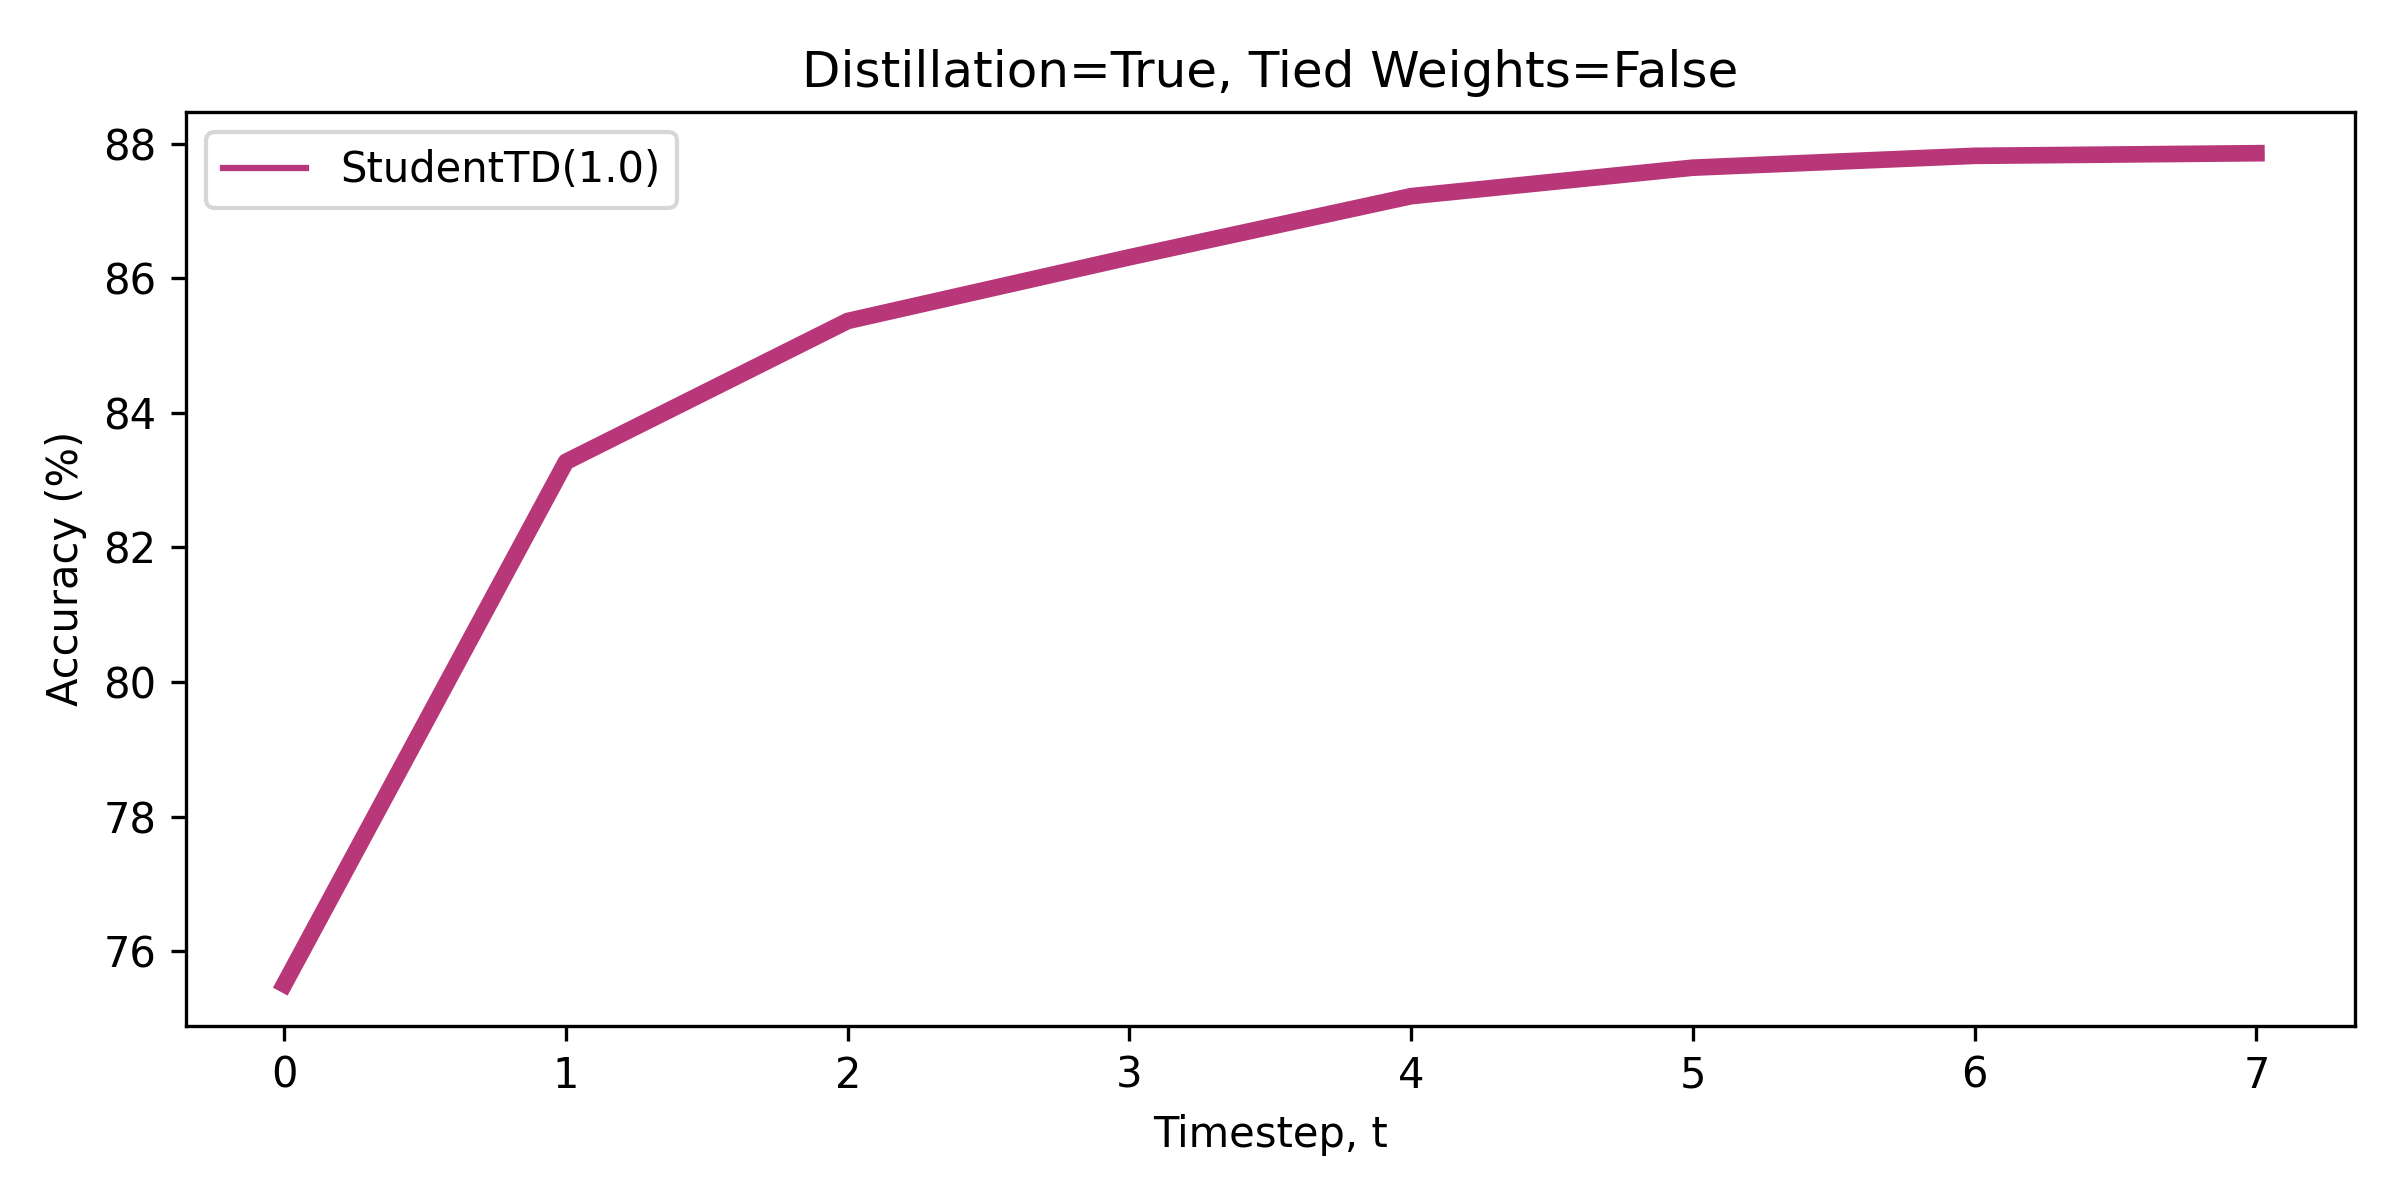 Distillation=True, Tied Weights=False
StudentTD(1.0)
88
86
84
82
80
78
76
Accuracy (%)
0 1 2 3 4 5 6 7
Timestep, t